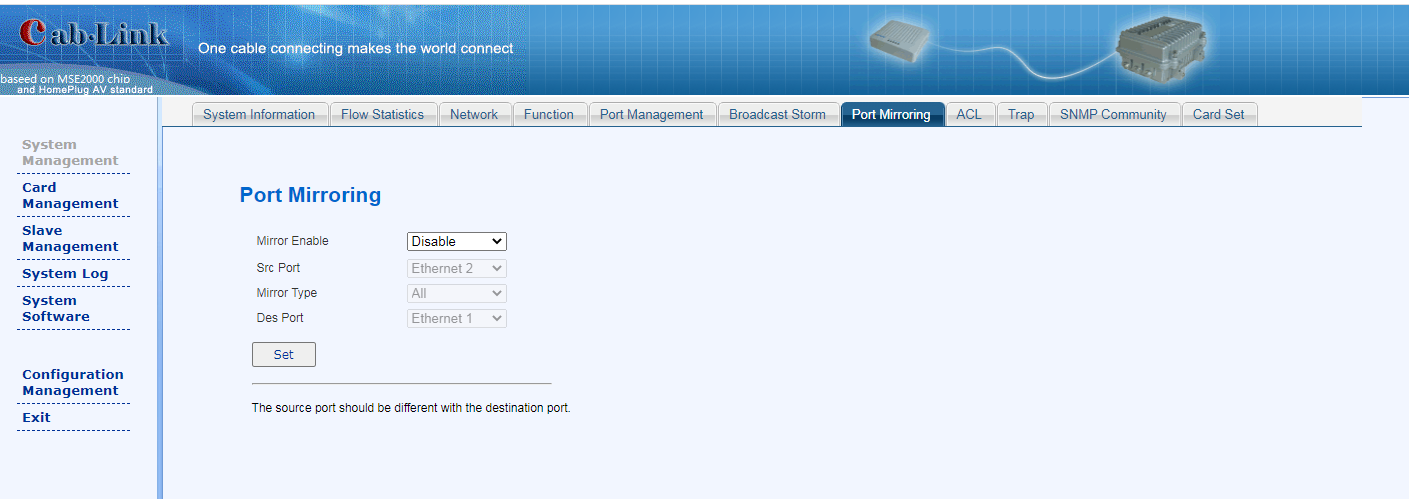 Cab-Link
One cable connecting makes the world connect
baseed on MSE2000 chip
and HomePlug AV standard
System Information Flow Statistics Network Function Port Management Broadcast Storm Port Mirroring ACL Trap SNMP Community Card Set
System
Management
Card
Management
Slave
Management
System Log
System
Software
Configuration
Management
Exit
Port Mirroring
Mirror Enable Disable
Src Port Ethernet 2
Mirror Type All
Des Port Ethernet 1
Set
The source port should be different with the destination port.